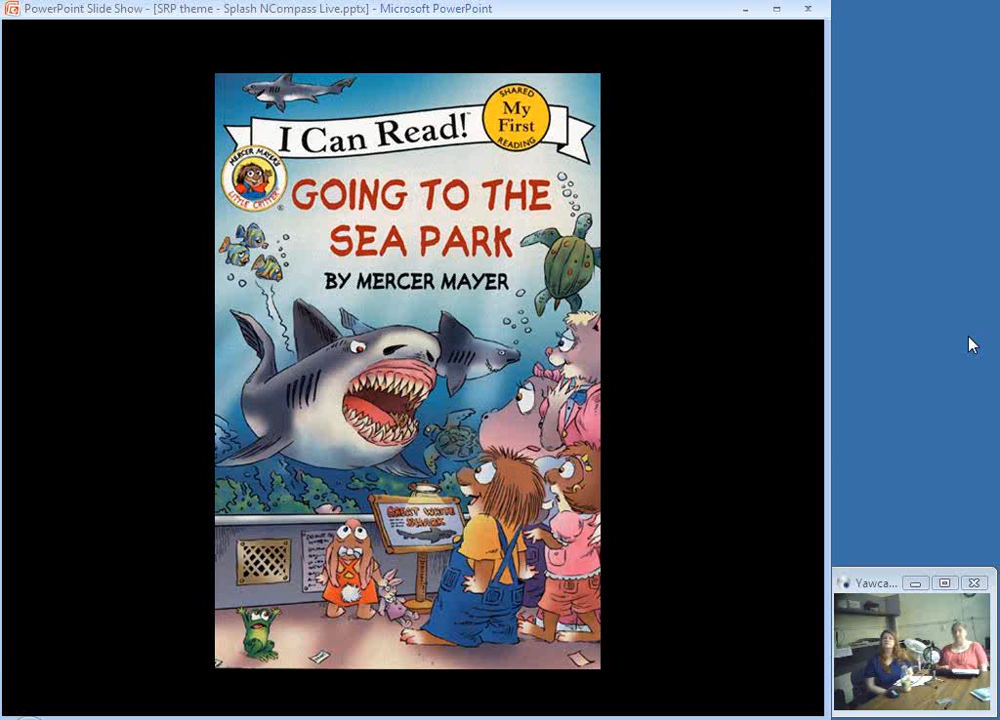 PowerPoint Slide Show - [SRP theme - Splash NCompass Live.pptx] - Microsoft PowerPoint
SHARED
My
First
READING
I Can Read!
MERCER MAYER'S
LITTLE CRITTER
GOING TO THE
SEA PARK
BY MERCER MAYER
GREAT WHITE
SHARK
Yawca...